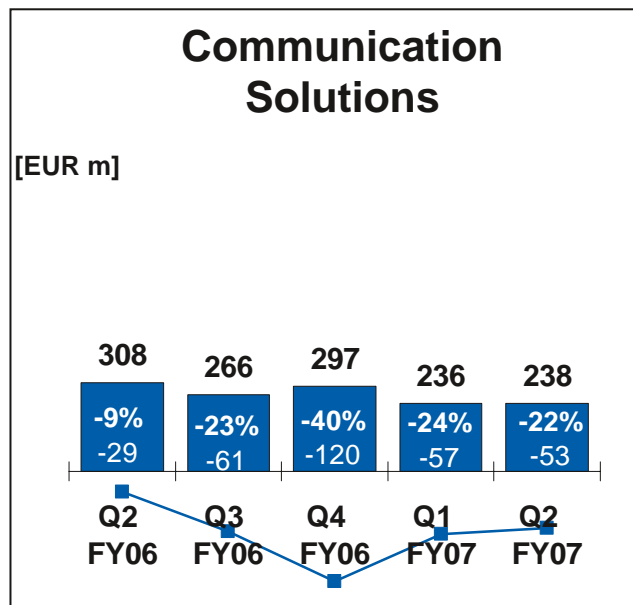 Communication
Solutions
[EUR m]
308 266 297 236 238
-9% -23% -40% -24% -22%
-29 -61 -120 -57 -53
Q2 Q3 Q4 Q1 Q2
FY06 FY06 FY06 FY07 FY07